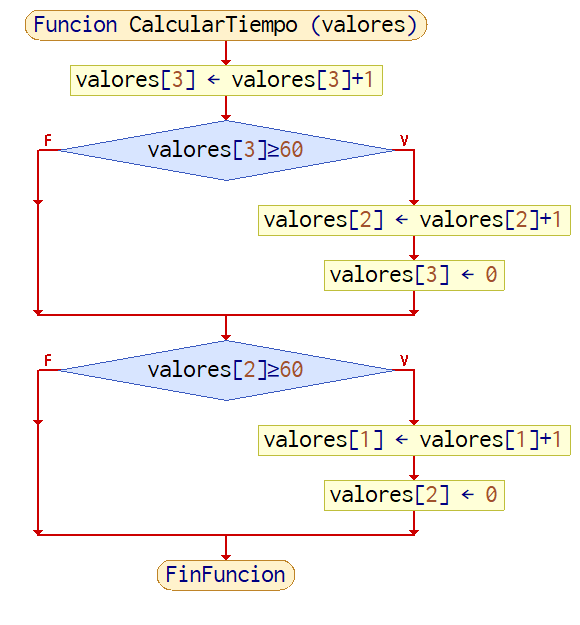 Funcion CalcularTiempo (valores)
valores[3] ← valores[3]+1
F
V
valores[3]≥60
valores[2] ← valores[2]+1
valores[3] ← 0
F
V
valores[2]≥60
valores[1] ← valores[1]+1
valores[2] ← 0
FinFuncion